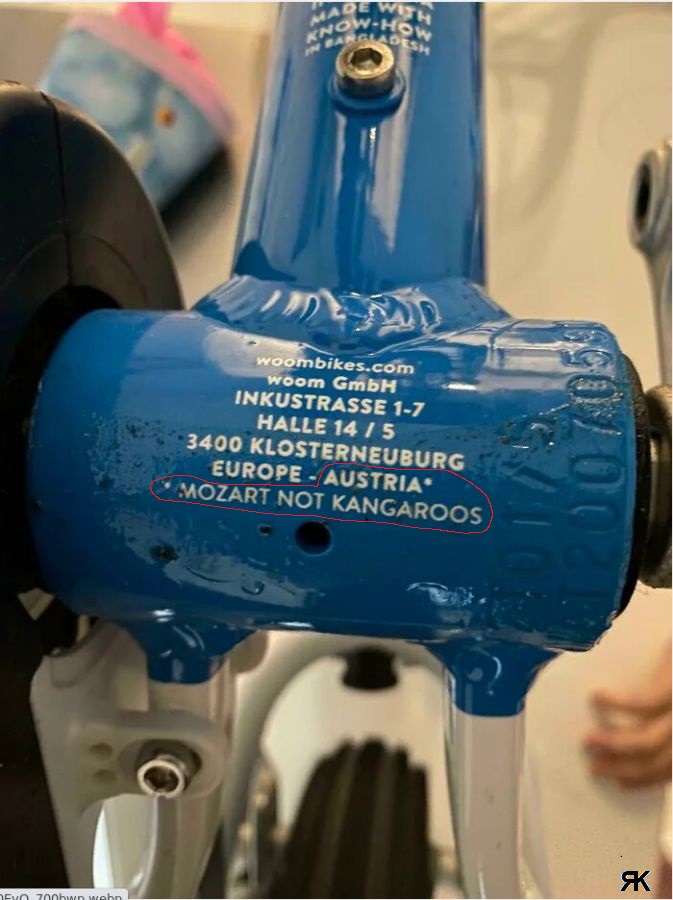 MADE WITH
KNOW-HOW
IN BANGLADESH
woombikes.com
woom GmbH
INKUSTRASSE 1-7
HALLE 14 / 5
3400 KLOSTERNEUBURG
EUROPE - AUSTRIA*
* MOZART NOT KANGAROOS